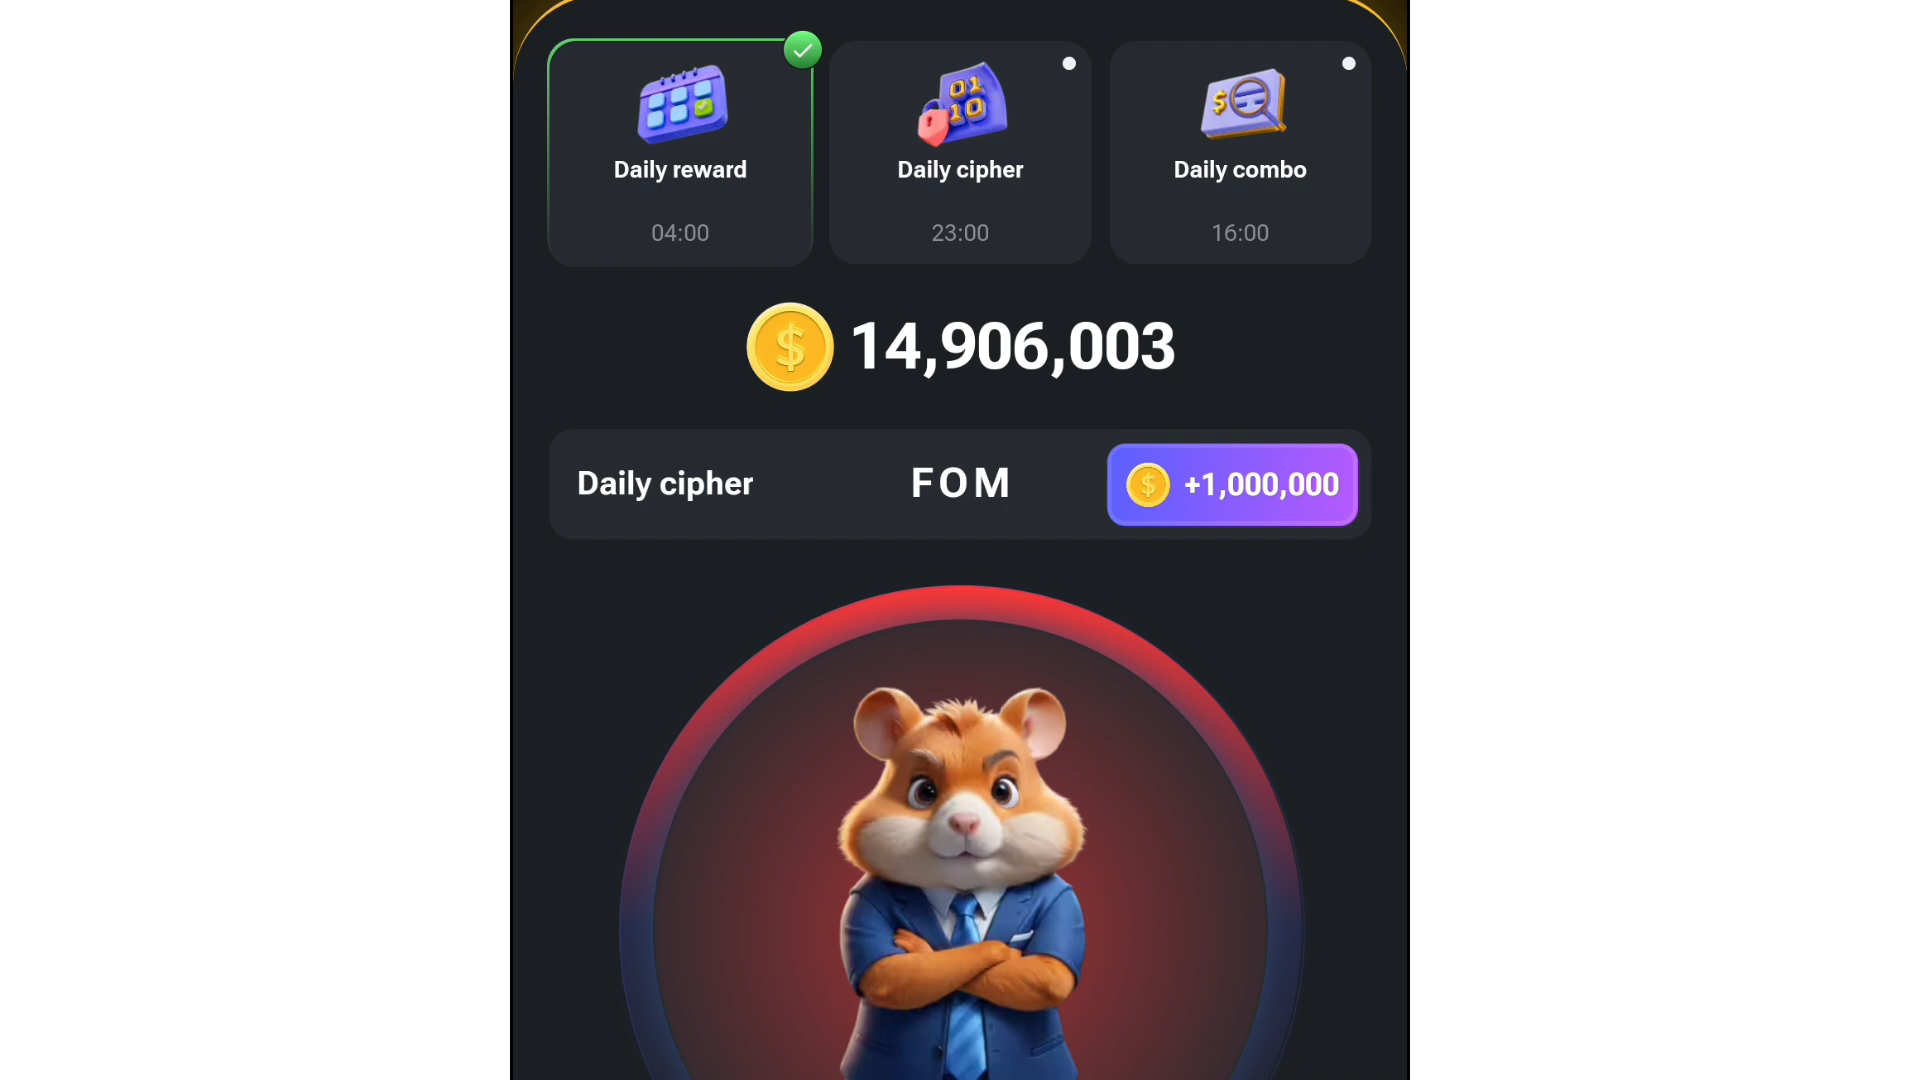 Daily reward
04:00
Daily cipher
23:00
Daily combo
16:00
14,906,003
Daily cipher
FOM
+1,000,000